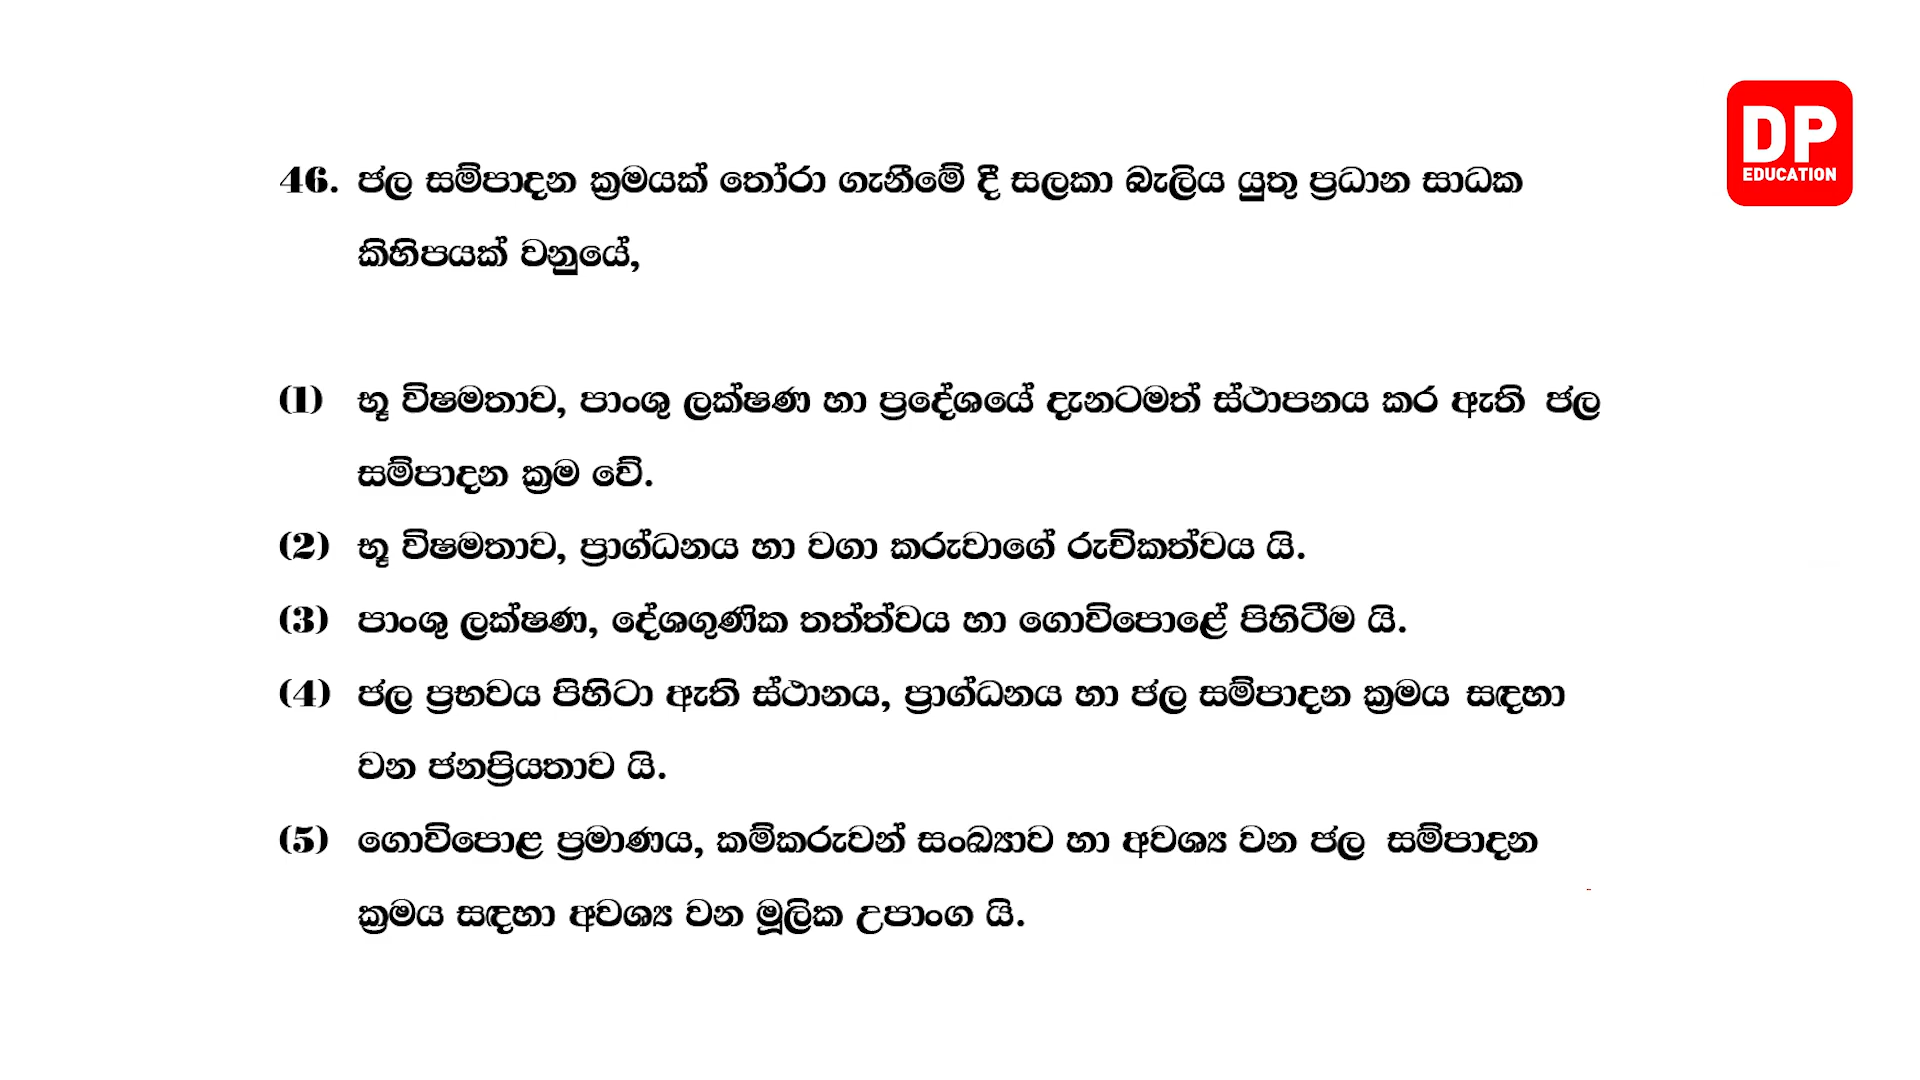 DP
EDUCATION
46. ජල සම්පාදන ක්‍රමයක් තෝරා ගැනීමේ දී සලකා බැලිය යුතු ප්‍රධාන සාධක
කිහිපයක් වනුයේ,
(1) භූ විෂමතාව, පාංශු ලක්ෂණ හා ප්‍රදේශයේ දැනටමත් ස්ථාපනය කර ඇති ජල
සම්පාදන ක්‍රම වේ.
(2) භූ විෂමතාව, ප්‍රාග්ධනය හා වගා කරුවාගේ රුචිකත්වය යි.
(3) පාංශු ලක්ෂණ, දේශගුණික තත්ත්වය හා ගොවිපොළේ පිහිටීම යි.
(4) ජල ප්‍රභවය පිහිටා ඇති ස්ථානය, ප්‍රාග්ධනය හා ජල සම්පාදන ක්‍රමය සඳහා
වන ජනප්‍රියතාව යි.
(5) ගොවිපොළ ප්‍රමාණය, කම්කරුවන් සංඛ්‍යාව හා අවශ්‍ය වන ජල සම්පාදන
ක්‍රමය සඳහා අවශ්‍ය වන මූලික උපාංග යි.